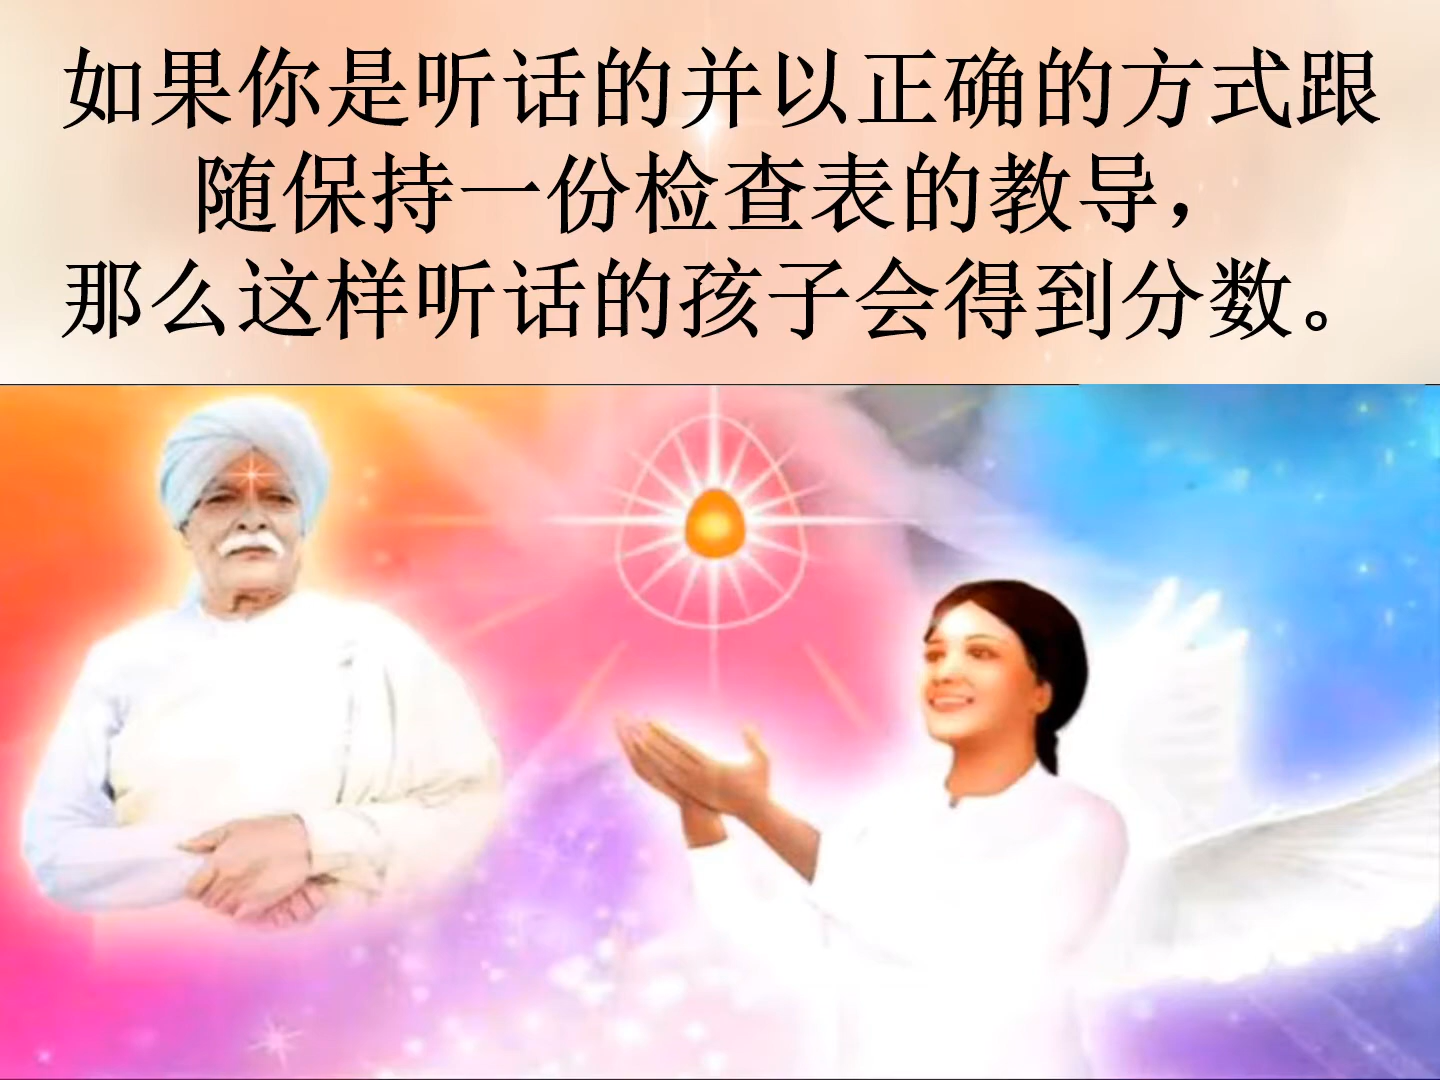 如果你是听话的并以正确的方式跟
随保持一份检查表的教导，
那么这样听话的孩子会得到分数。